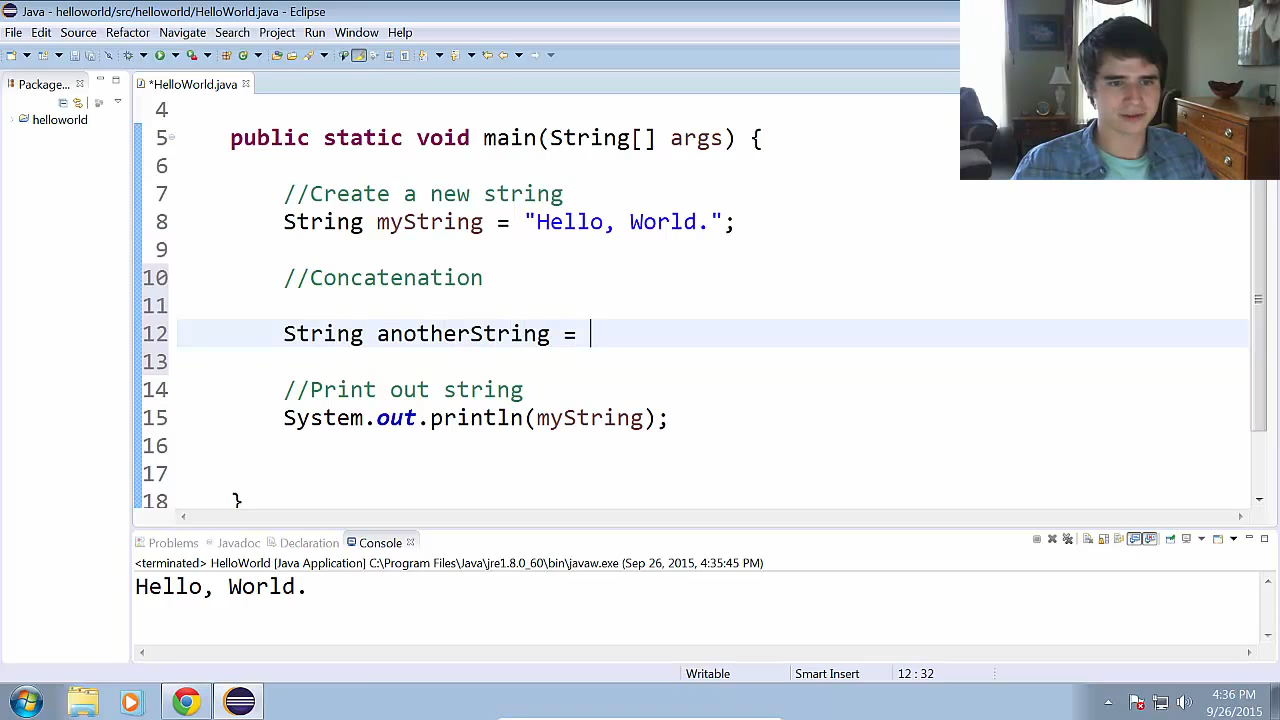 Java - helloworld/src/helloworld/HelloWorld.java - Eclipse
File Edit Source Refactor Navigate Search Project Run Window Help
Package...
*HelloWorld.java
helloworld
4
5 public static void main(String[] args) {
6
7 //Create a new string
8 String myString = "Hello, World.";
9
10 //Concatenation
11
12 String anotherString =
13
14 //Print out string
15 System.out.println(myString);
16
17
18 }
Problems Javadoc Declaration Console
<terminated> HelloWorld [Java Application] C:\Program Files\Java\jre1.8.0_60\bin\javaw.exe (Sep 26, 2015, 4:35:45 PM)
Hello, World.
Writable Smart Insert 12 : 32
4:36 PM
9/26/2015